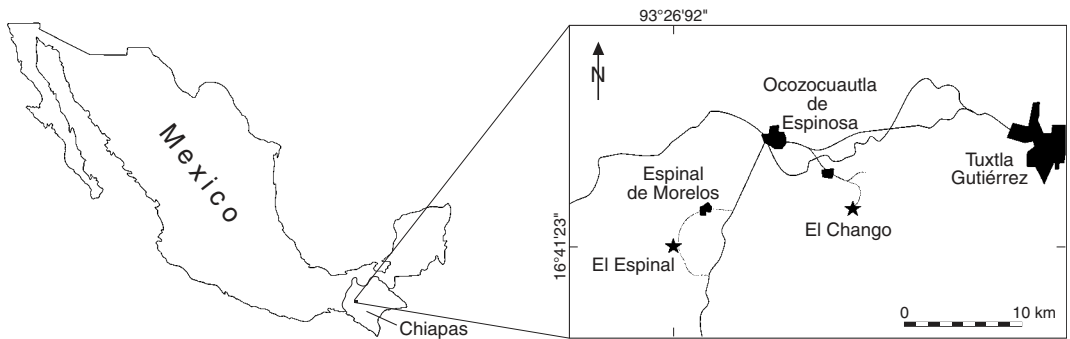 Mexico
Chiapas
93°26'92"
N
Ocozocuautla
de
Espinosa
Tuxtla
Gutiérrez
Espinal
de Morelos
El Chango
16°41'23"
El Espinal
0 10 km